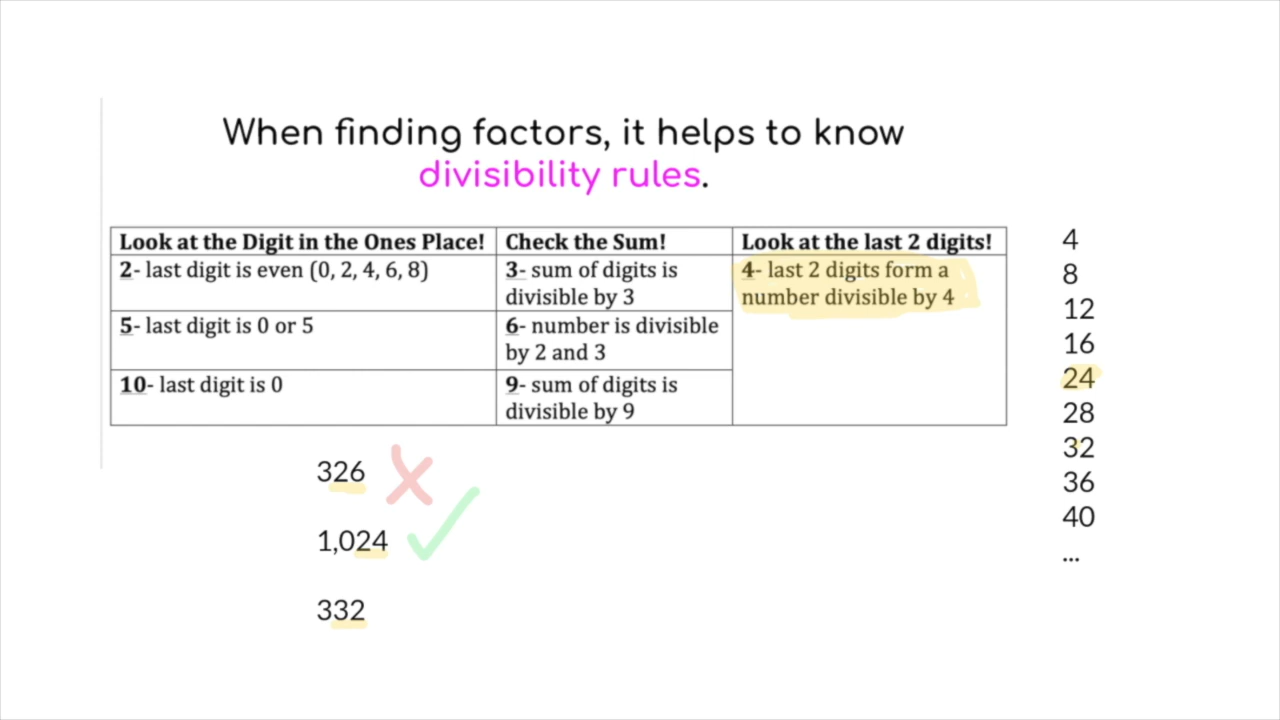 When finding factors, it helps to know
divisibility rules.
Look at the Digit in the Ones Place!
Check the Sum!
Look at the last 2 digits!
2- last digit is even (0, 2, 4, 6, 8)
3- sum of digits is
divisible by 3
4- last 2 digits form a
number divisible by 4
5- last digit is 0 or 5
6- number is divisible
by 2 and 3
10- last digit is 0
9- sum of digits is
divisible by 9
4
8
12
16
24
28
32
36
40
...
326
1,024
332